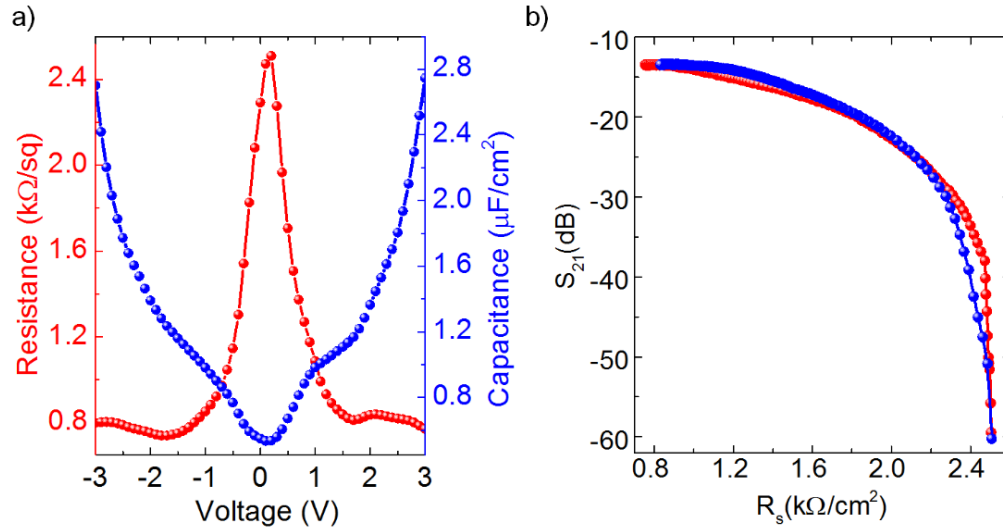 a)
Resistance (kΩ/sq)
2.4
2.0
1.6
1.2
0.8
-3 -2 -1 0 1 2 3
Voltage (V)
2.8
2.4
2.0
1.6
1.2
0.8
0.4
Capacitance (μF/cm²)
b)
S₂₁(dB)
-10
-20
-30
-40
-50
-60
0.8 1.2 1.6 2.0 2.4
Rₛ(kΩ/cm²)